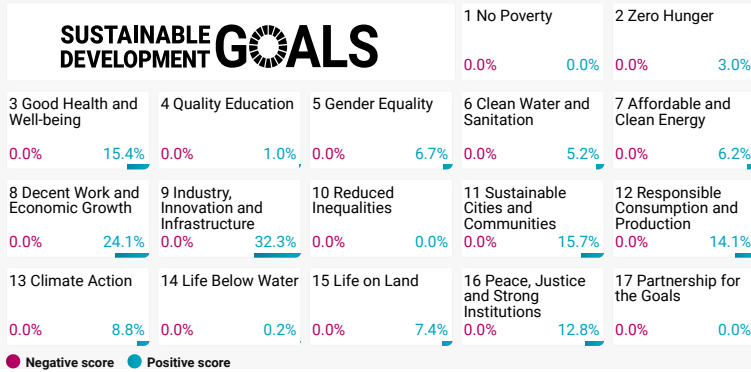 SUSTAINABLE
DEVELOPMENT
GOALS
1 No Poverty
0.0% 0.0%
2 Zero Hunger
0.0% 3.0%
3 Good Health and
Well-being
0.0% 15.4%
4 Quality Education
0.0% 1.0%
5 Gender Equality
0.0% 6.7%
6 Clean Water and
Sanitation
0.0% 5.2%
7 Affordable and
Clean Energy
0.0% 6.2%
8 Decent Work and
Economic Growth
0.0% 24.1%
9 Industry,
Innovation and
Infrastructure
0.0% 32.3%
10 Reduced
Inequalities
0.0% 0.0%
11 Sustainable
Cities and
Communities
0.0% 15.7%
12 Responsible
Consumption and
Production
0.0% 14.1%
13 Climate Action
0.0% 8.8%
14 Life Below Water
0.0% 0.2%
15 Life on Land
0.0% 7.4%
16 Peace, Justice
and Strong
Institutions
0.0% 12.8%
17 Partnership for
the Goals
0.0% 0.0%
Negative score Positive score